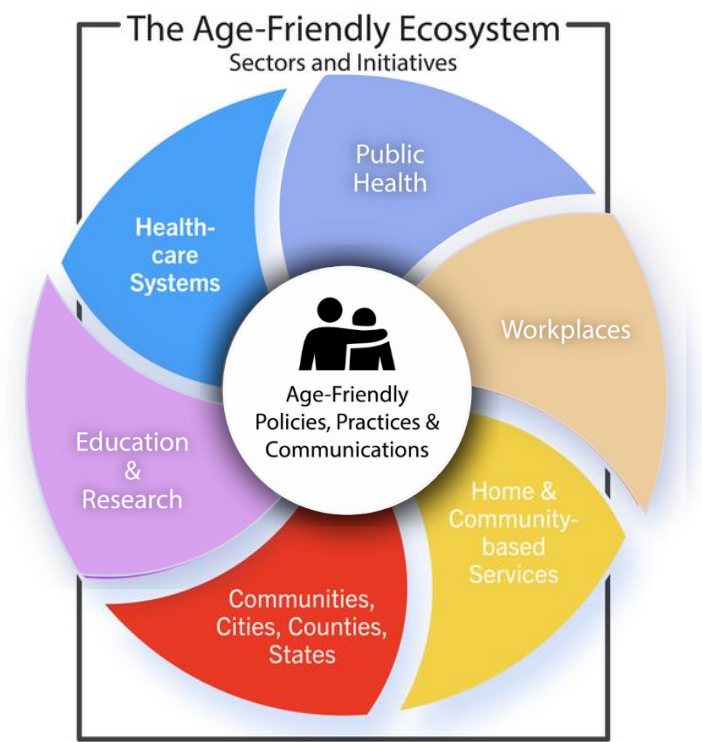 The Age-Friendly Ecosystem
Sectors and Initiatives
Public
Health
Health-
care
Systems
Workplaces
Age-Friendly
Policies, Practices &
Communications
Education
&
Research
Home &
Community-
based
Services
Communities,
Cities, Counties,
States